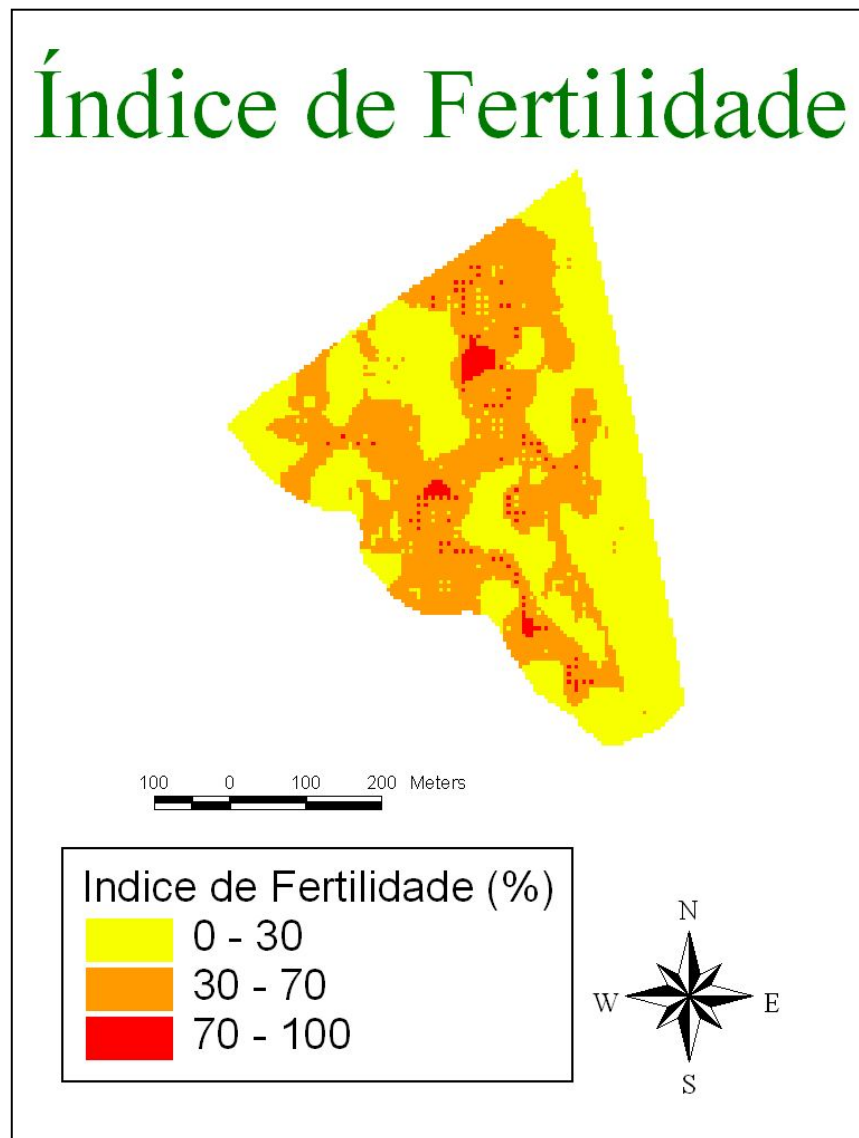 Índice de Fertilidade
100 0 100 200 Meters
Indice de Fertilidade (%)
0 - 30
30 - 70
70 - 100
N
W E
S